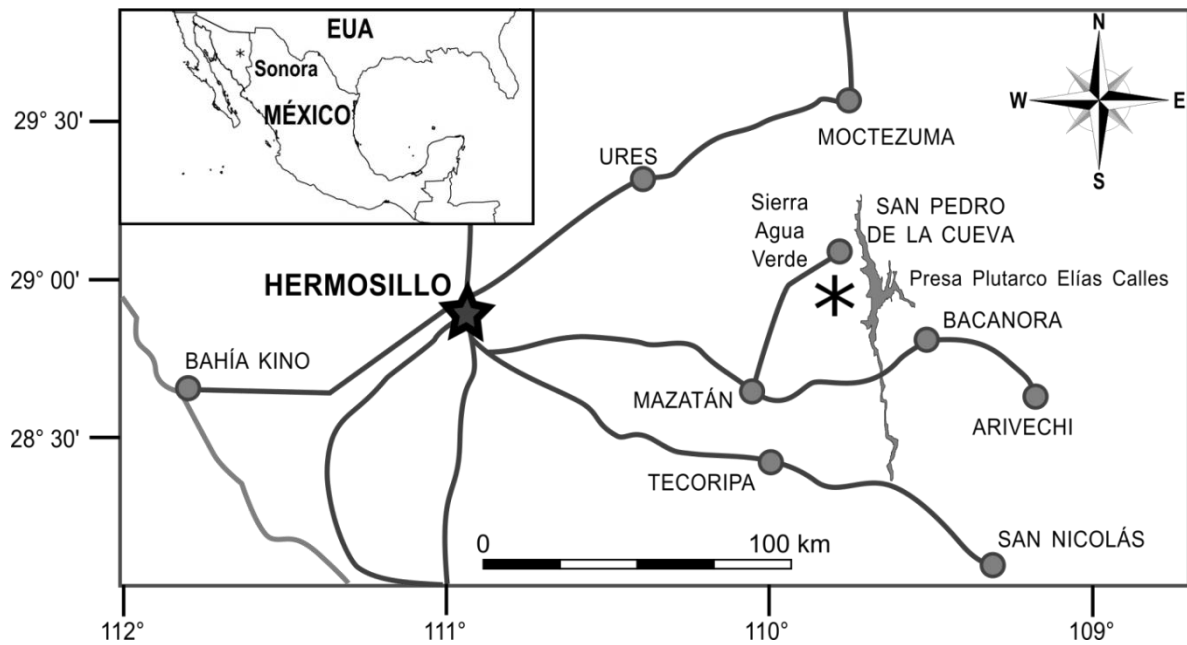 EUA
*
Sonora
MÉXICO
N
W
E
S
29° 30'
MOCTEZUMA
URES
Sierra
Agua
Verde
SAN PEDRO
DE LA CUEVA
29° 00'
HERMOSILLO
Presa Plutarco Elías Calles
BACANORA
BAHÍA KINO
MAZATÁN
ARIVECHI
28° 30'
TECORIPA
0
100 km
SAN NICOLÁS
112°
111°
110°
109°